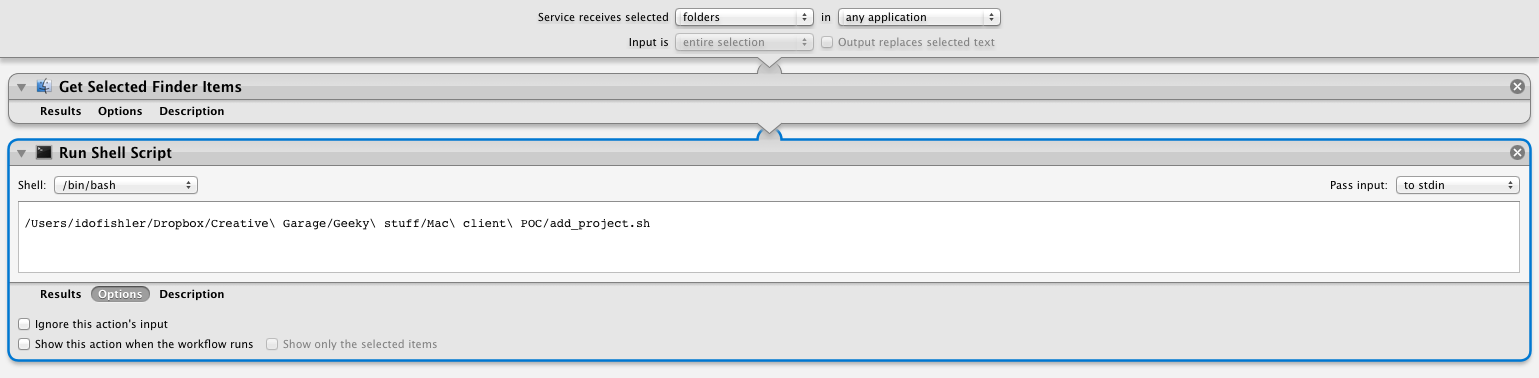 Service receives selected folders in any application
Input is entire selection Output replaces selected text
Get Selected Finder Items
Results Options Description
Run Shell Script
Shell: /bin/bash Pass input: to stdin
/Users/idofishler/Dropbox/Creative\ Garage/Geeky\ stuff/Mac\ client\ POC/add_project.sh
Results Options Description
Ignore this action's input
Show this action when the workflow runs Show only the selected items